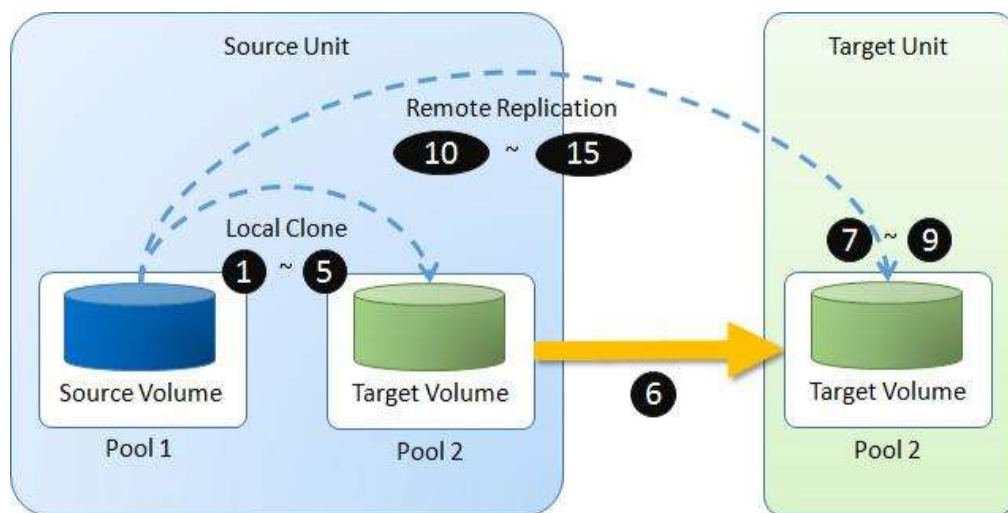 Source Unit
Target Unit
Remote Replication
10 ~ 15
Local Clone
1 ~ 5
7 ~ 9
Source Volume
Target Volume
6
Target Volume
Pool 1
Pool 2
Pool 2